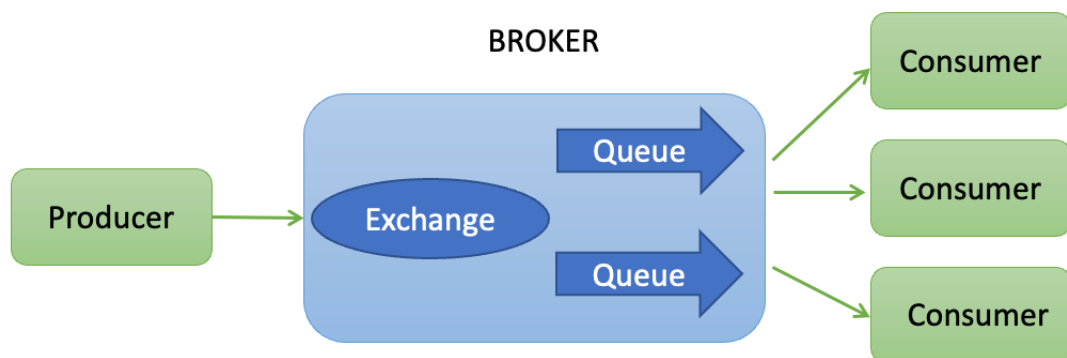 BROKER
Producer
Exchange
Queue
Queue
Consumer
Consumer
Consumer